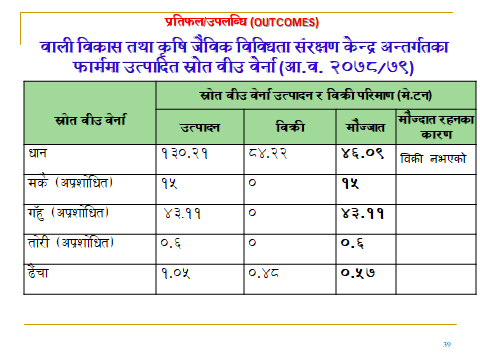 प्रतिफल/उपलब्धि (OUTCOMES)
वाली विकास तथा कृषि जैविक विविधता संरक्षण केन्द्र अन्तर्गतका
फार्ममा उत्पादित स्रोत वीउ वेर्ना (आ.व. २०७८/७९)
स्रोत वीउ वेर्ना स्रोत वीउ वेर्ना उत्पादन र विक्री परिमाण (मे.टन)
उत्पादन विक्री मौज्जात मौज्दात रहनका
कारण
धान १३०.२१ ८४.२२ ४६.०९ विक्री नभएको
मकै (अप्रशोधित) १५ ० १५
गहुँ (अप्रशोधित) ४३.११ ० ४३.११
तोरी (अप्रशोधित) ०.६ ० ०.६
ढैंचा १.०५ ०.४८ ०.५७
39